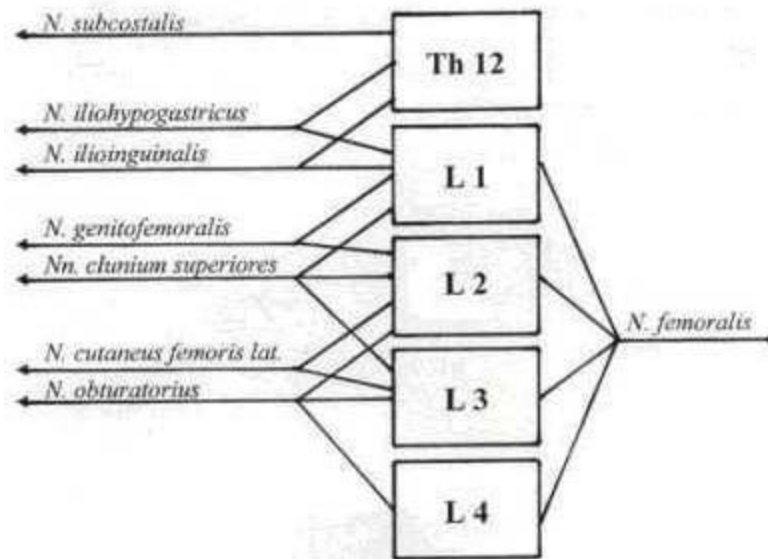 N. subcostalis
Th 12
N. iliohypogastricus
N. ilioinguinalis
L 1
N. genitofemoralis
Nn. clunium superiores
L 2
N. femoralis
N. cutaneus femoris lat.
N. obturatorius
L 3
L 4